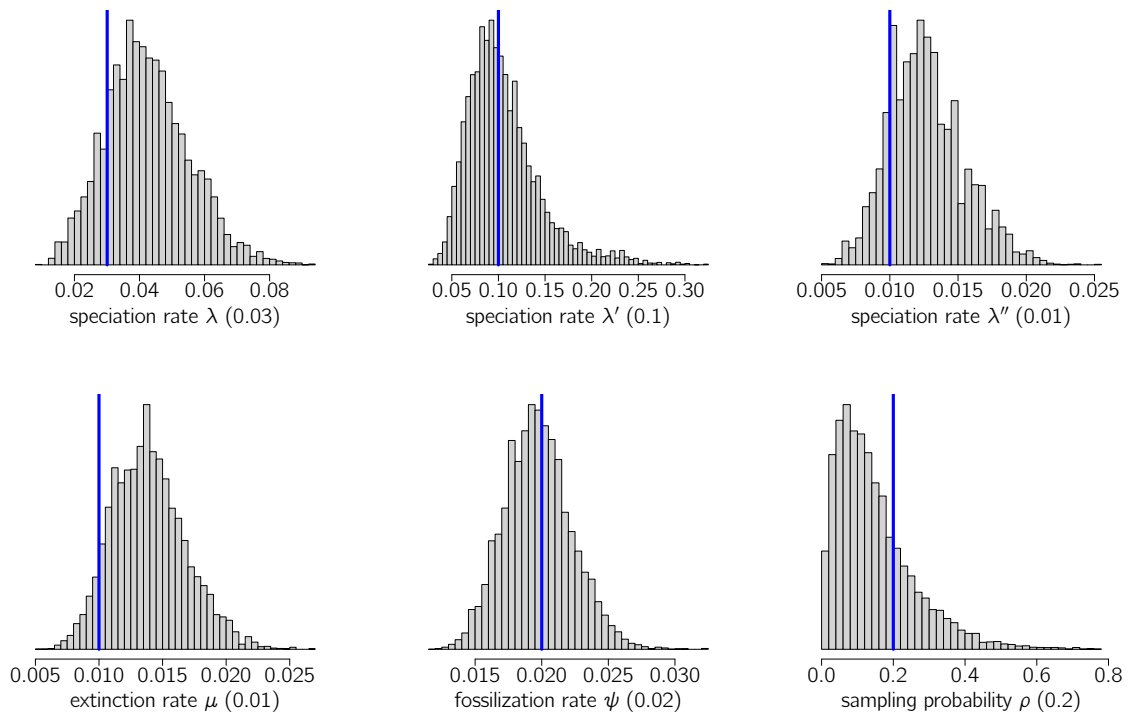 0.02 0.04 0.06 0.08
speciation rate λ (0.03)
0.05 0.10 0.15 0.20 0.25 0.30
speciation rate λ′ (0.1)
0.005 0.010 0.015 0.020 0.025
speciation rate λ″ (0.01)
0.005 0.010 0.015 0.020 0.025
extinction rate μ (0.01)
0.015 0.020 0.025 0.030
fossilization rate ψ (0.02)
0.0 0.2 0.4 0.6 0.8
sampling probability ρ (0.2)